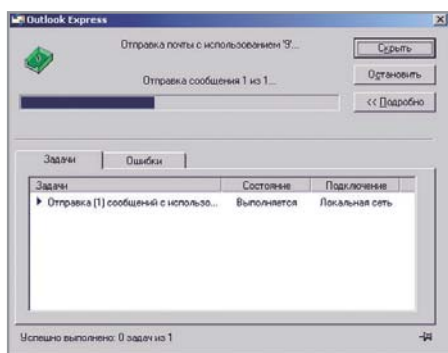 Outlook Express
Отправка почты с использованием '9'...
Скрыть
Отправка сообщения 1 из 1...
Остановить
<< Подробно
Задачи Ошибки
Задачи Состояние Подключение
Отправка (1) сообщений с использо... Выполняется Локальная сеть
Успешно выполнено: 0 задач из 1